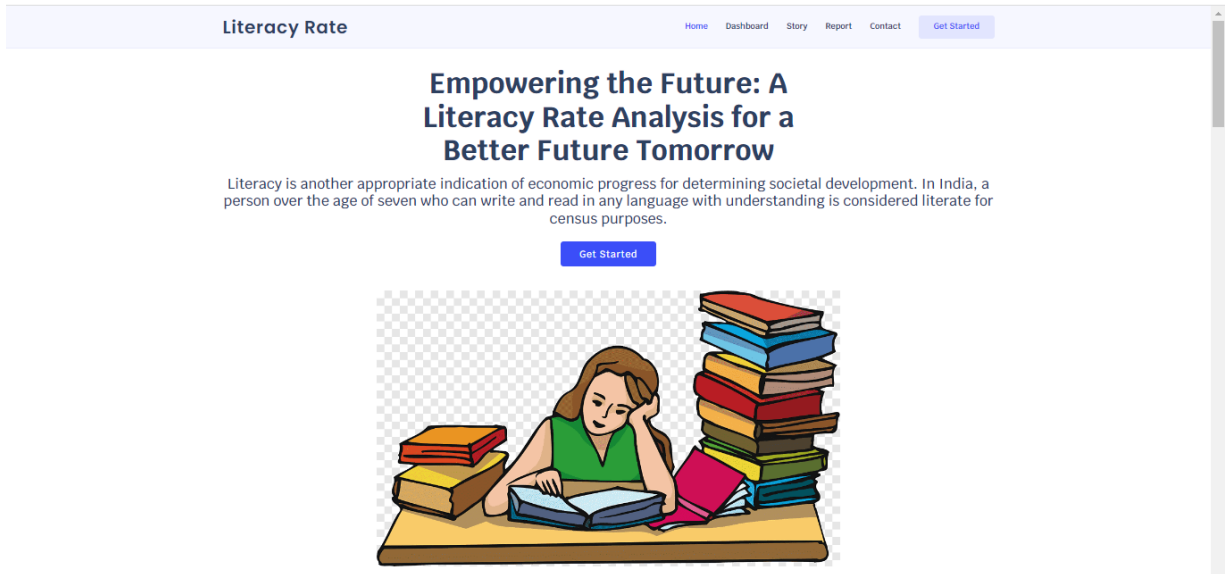 Literacy Rate
Home Dashboard Story Report Contact Get Started
Empowering the Future: A
Literacy Rate Analysis for a
Better Future Tomorrow
Literacy is another appropriate indication of economic progress for determining societal development. In India, a
person over the age of seven who can write and read in any language with understanding is considered literate for
census purposes.
Get Started